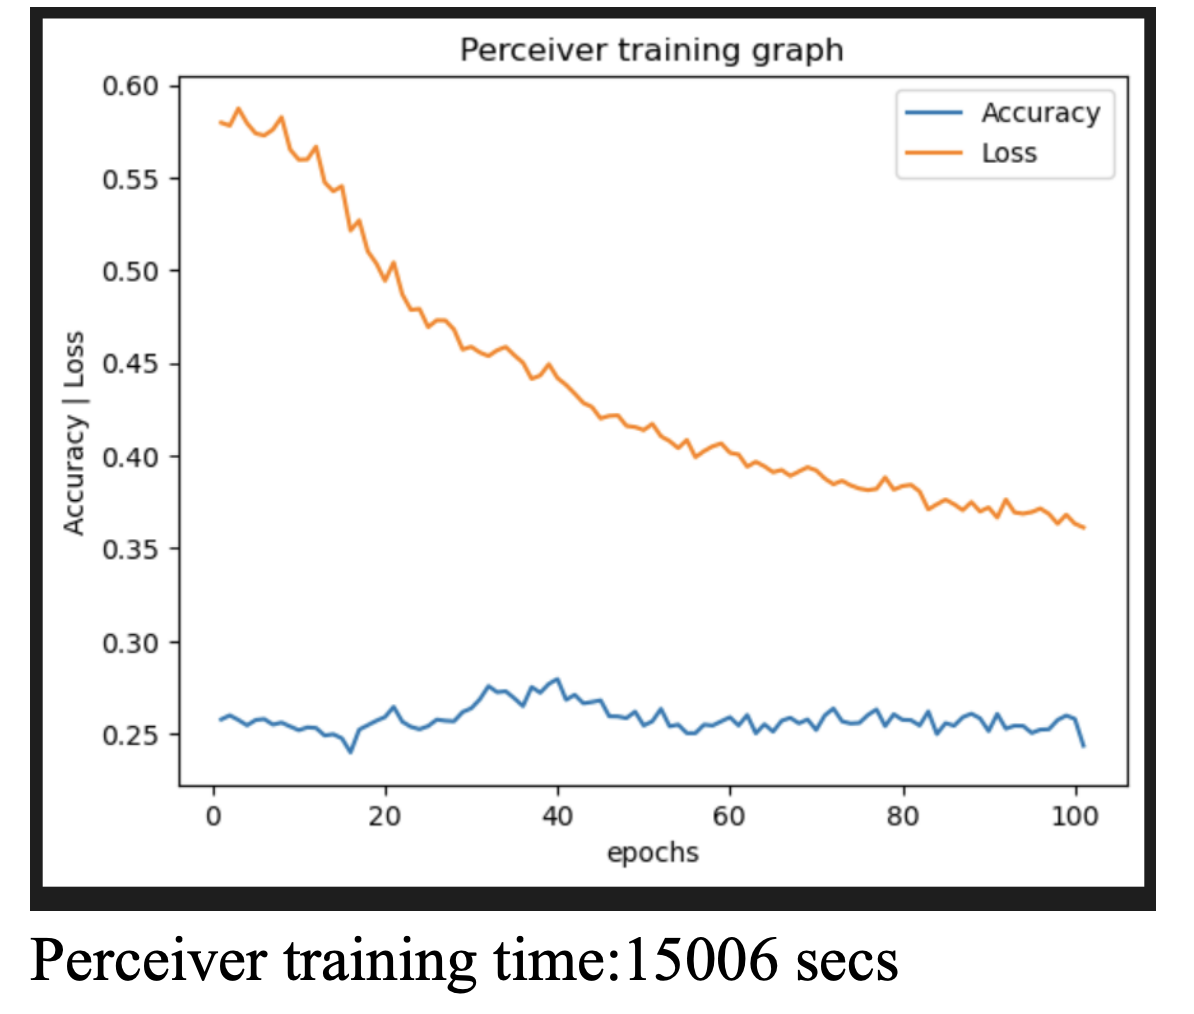 Perceiver training graph
Accuracy
Loss
Accuracy | Loss
0.60
0.55
0.50
0.45
0.40
0.35
0.30
0.25
0 20 40 60 80 100
epochs
Perceiver training time:15006 secs